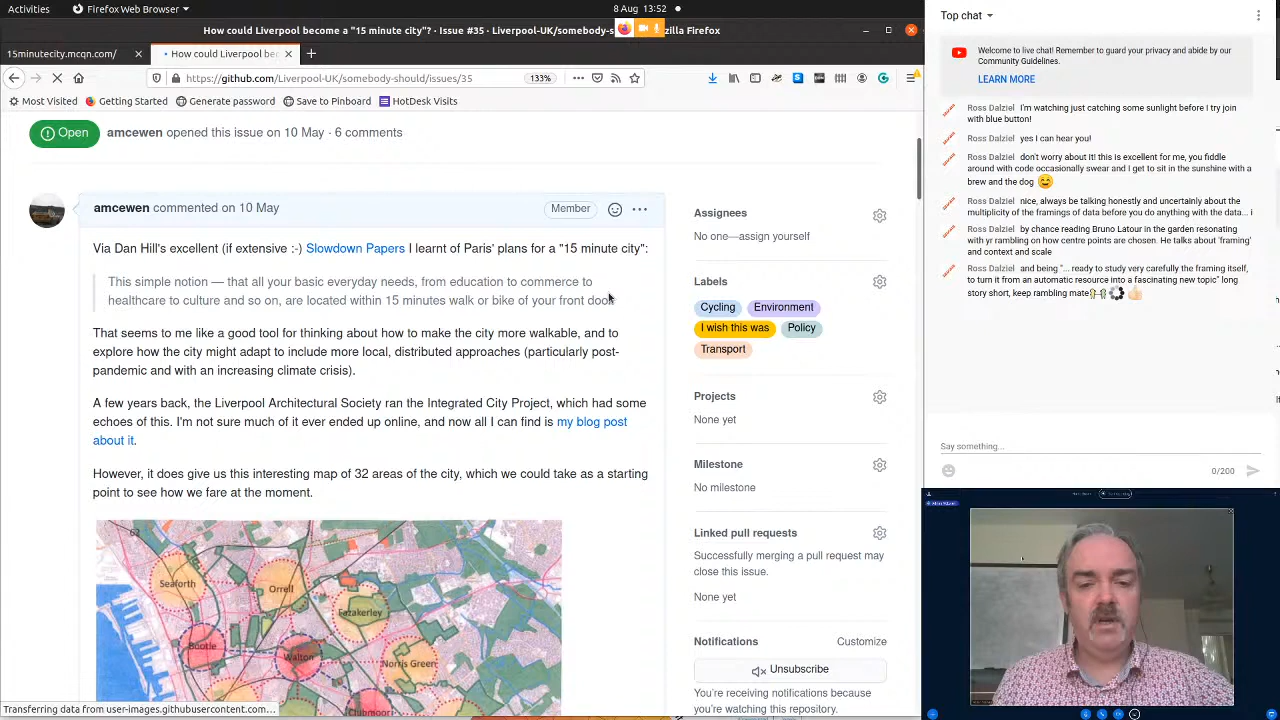 Activities
Firefox Web Browser
8 Aug 13:52
Top chat
How could Liverpool become a "15 minute city"? · Issue #35 · Liverpool-UK/somebody-s
zilla Firefox
15minutecity.mcqn.com/
How could Liverpool bec
https://github.com/Liverpool-UK/somebody-should/issues/35
133%
Most Visited
Getting Started
Generate password
Save to Pinboard
HotDesk Visits
Open
amcewen opened this issue on 10 May · 6 comments
amcewen commented on 10 May
Member
Via Dan Hill's excellent (if extensive :-) Slowdown Papers I learnt of Paris' plans for a "15 minute city":
This simple notion — that all your basic everyday needs, from education to commerce to
healthcare to culture and so on, are located within 15 minutes walk or bike of your front door
That seems to me like a good tool for thinking about how to make the city more walkable, and to
explore how the city might adapt to include more local, distributed approaches (particularly post-
pandemic and with an increasing climate crisis).
A few years back, the Liverpool Architectural Society ran the Integrated City Project, which had some
echoes of this. I'm not sure much of it ever ended up online, and now all I can find is my blog post
about it.
However, it does give us this interesting map of 32 areas of the city, which we could take as a starting
point to see how we fare at the moment.
Seaforth
Orrell
Fazakerley
Bootle
Walton
Norris Green
Clubmoor
Transferring data from user-images.githubusercontent.com...
Assignees
No one—assign yourself
Labels
Cycling
Environment
I wish this was
Policy
Transport
Projects
None yet
Milestone
No milestone
Linked pull requests
Successfully merging a pull request may
close this issue.
None yet
Notifications
Customize
Unsubscribe
You're receiving notifications because
you're watching this repository.
Welcome to live chat! Remember to guard your privacy and abide by our
Community Guidelines.
LEARN MORE
Ross Dalziel I'm watching just catching some sunlight before I try join
with blue button!
Ross Dalziel yes I can hear you!
Ross Dalziel don't worry about it! this is excellent for me, you fiddle
around with code occasionally swear and I get to sit in the sunshine with a
brew and the dog
Ross Dalziel nice, always be talking honestly and uncertainly about the
multiplicity of the framings of data before you do anything with the data... i
Ross Dalziel by chance reading Bruno Latour in the garden resonating
with yr rambling on how centre points are chosen. He talks about 'framing'
and context and scale
Ross Dalziel and being "... ready to study very carefully the framing itself,
to turn it from an automatic resource into a fascinating new topic" long
story short, keep rambling mate
Say something...
0/200